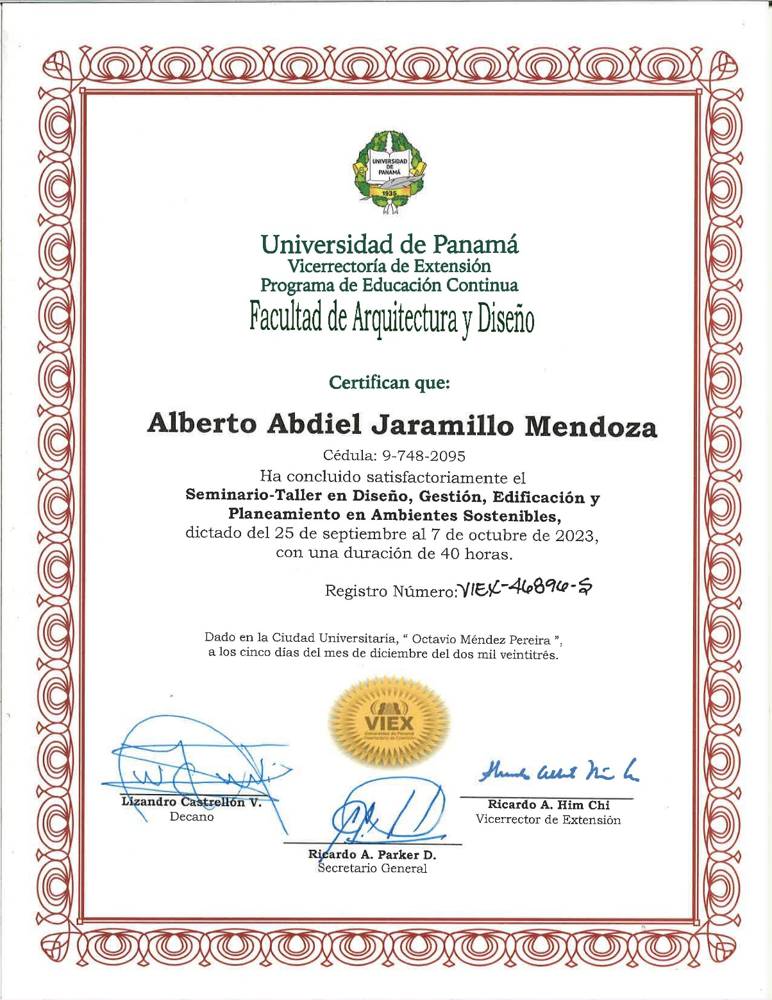 UNIVERSIDAD
DE
PANAMÁ
1935
Universidad de Panamá
Vicerrectoría de Extensión
Programa de Educación Continua
Facultad de Arquitectura y Diseño
Certifican que:
Alberto Abdiel Jaramillo Mendoza
Cédula: 9-748-2095
Ha concluido satisfactoriamente el
Seminario-Taller en Diseño, Gestión, Edificación y
Planeamiento en Ambientes Sostenibles,
dictado del 25 de septiembre al 7 de octubre de 2023,
con una duración de 40 horas.
Registro Número: VIEX-46896-S
Dado en la Ciudad Universitaria, “ Octavio Méndez Pereira ”,
a los cinco días del mes de diciembre del dos mil veintitrés.
VIEX
Universidad de Panamá
Vicerrectoría de Extensión
Lizandro Castrellón V.
Decano
Ricardo A. Him Chi
Vicerrector de Extensión
Ricardo A. Parker D.
Secretario General